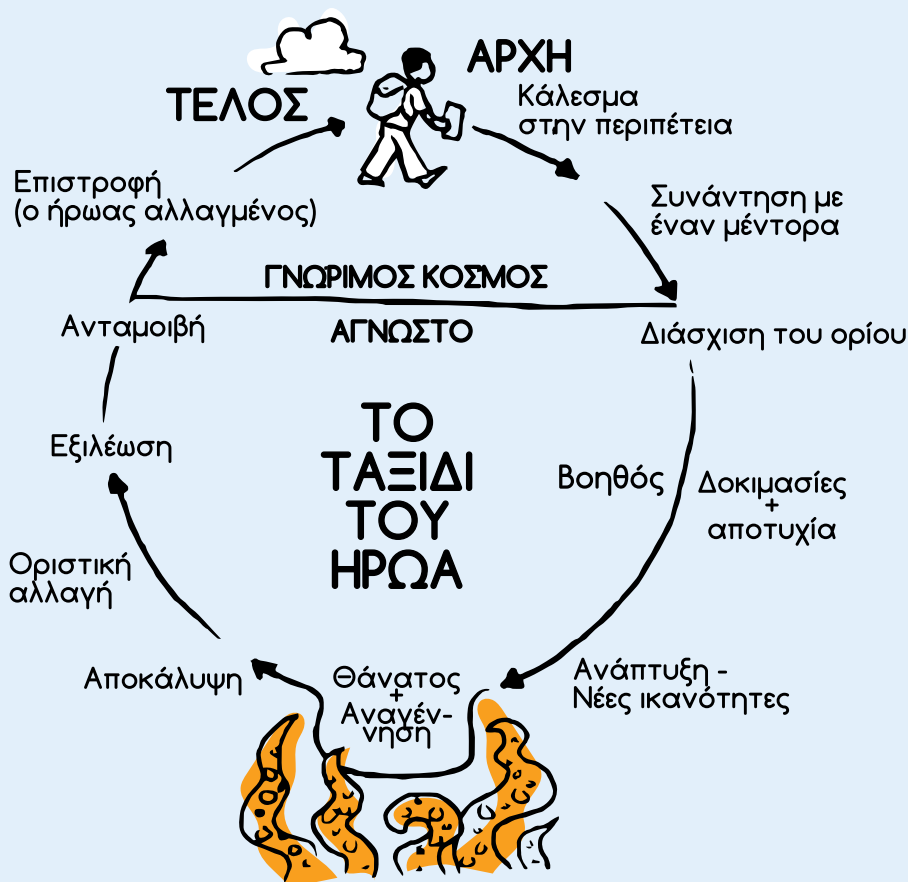 ΑΡΧΗ
Κάλεσμα
στην περιπέτεια
Συνάντηση με
έναν μέντορα
Διάσχιση του ορίου
Βοηθός
Δοκιμασίες
+
αποτυχία
Ανάπτυξη -
Νέες ικανότητες
Θάνατος
+
Αναγέν-
νηση
Αποκάλυψη
Οριστική
αλλαγή
Εξιλέωση
Ανταμοιβή
Επιστροφή
(ο ήρωας αλλαγμένος)
ΤΕΛΟΣ
ΓΝΩΡΙΜΟΣ ΚΟΣΜΟΣ
ΑΓΝΩΣΤΟ
ΤΟ
ΤΑΞΙΔΙ
ΤΟΥ
ΗΡΩΑ